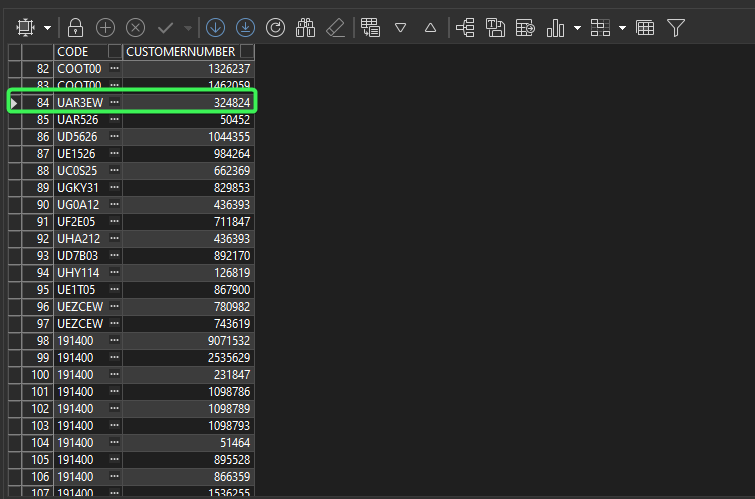 CODE CUSTOMERNUMBER
82 COOT00 ··· 1326237
83 COOT00 ··· 1462059
84 UAR3EW ··· 324824
85 UAR526 ··· 50452
86 UD5626 ··· 1044355
87 UE1526 ··· 984264
88 UC0S25 ··· 662369
89 UGKY31 ··· 829853
90 UG0A12 ··· 436393
91 UF2E05 ··· 711847
92 UHA212 ··· 436393
93 UD7B03 ··· 892170
94 UHY114 ··· 126819
95 UE1T05 ··· 867900
96 UEZCEW ··· 780982
97 UEZCEW ··· 743619
98 191400 ··· 9071532
99 191400 ··· 2535629
100 191400 ··· 231847
101 191400 ··· 1098786
102 191400 ··· 1098789
103 191400 ··· 1098793
104 191400 ··· 51464
105 191400 ··· 895528
106 191400 ··· 866359
107 191400 ··· 1536255